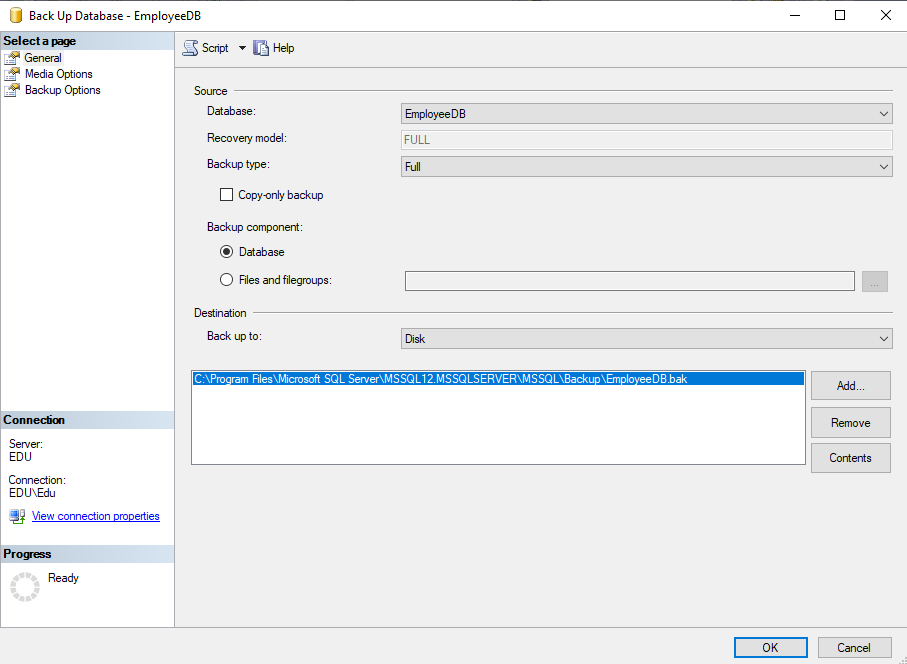 Back Up Database - EmployeeDB
Select a page
General
Media Options
Backup Options
Script
Help
Source
Database:
EmployeeDB
Recovery model:
FULL
Backup type:
Full
Copy-only backup
Backup component:
Database
Files and filegroups:
...
Destination
Back up to:
Disk
C:\Program Files\Microsoft SQL Server\MSSQL12.MSSQLSERVER\MSSQL\Backup\EmployeeDB.bak
Add...
Remove
Contents
Connection
Server:
EDU
Connection:
EDU\Edu
View connection properties
Progress
Ready
OK
Cancel